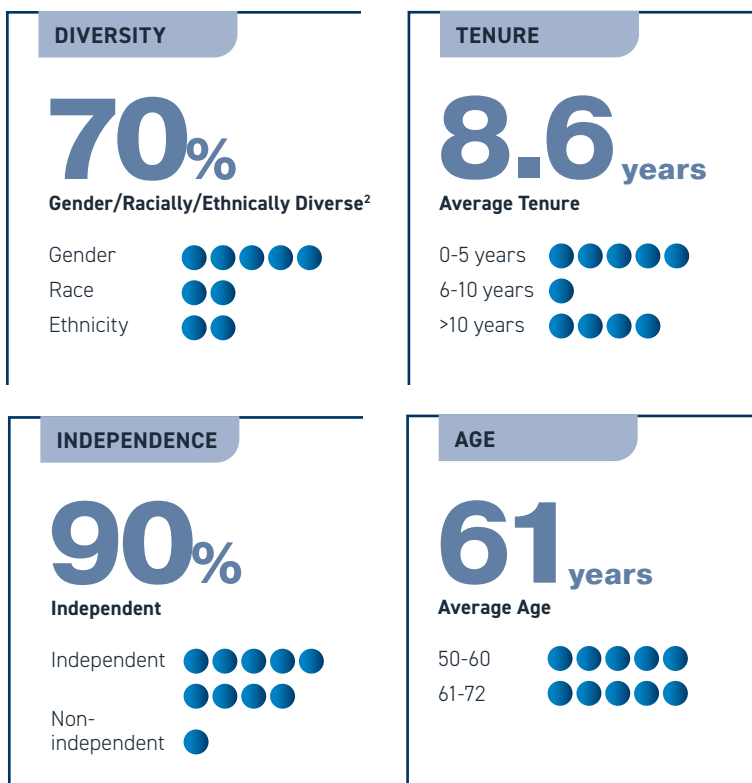 DIVERSITY
70%
Gender/Racially/Ethnically Diverse²
Gender
Race
Ethnicity
TENURE
8.6 years
Average Tenure
0-5 years
6-10 years
>10 years
INDEPENDENCE
90%
Independent
Independent
Non-
independent
AGE
61 years
Average Age
50-60
61-72